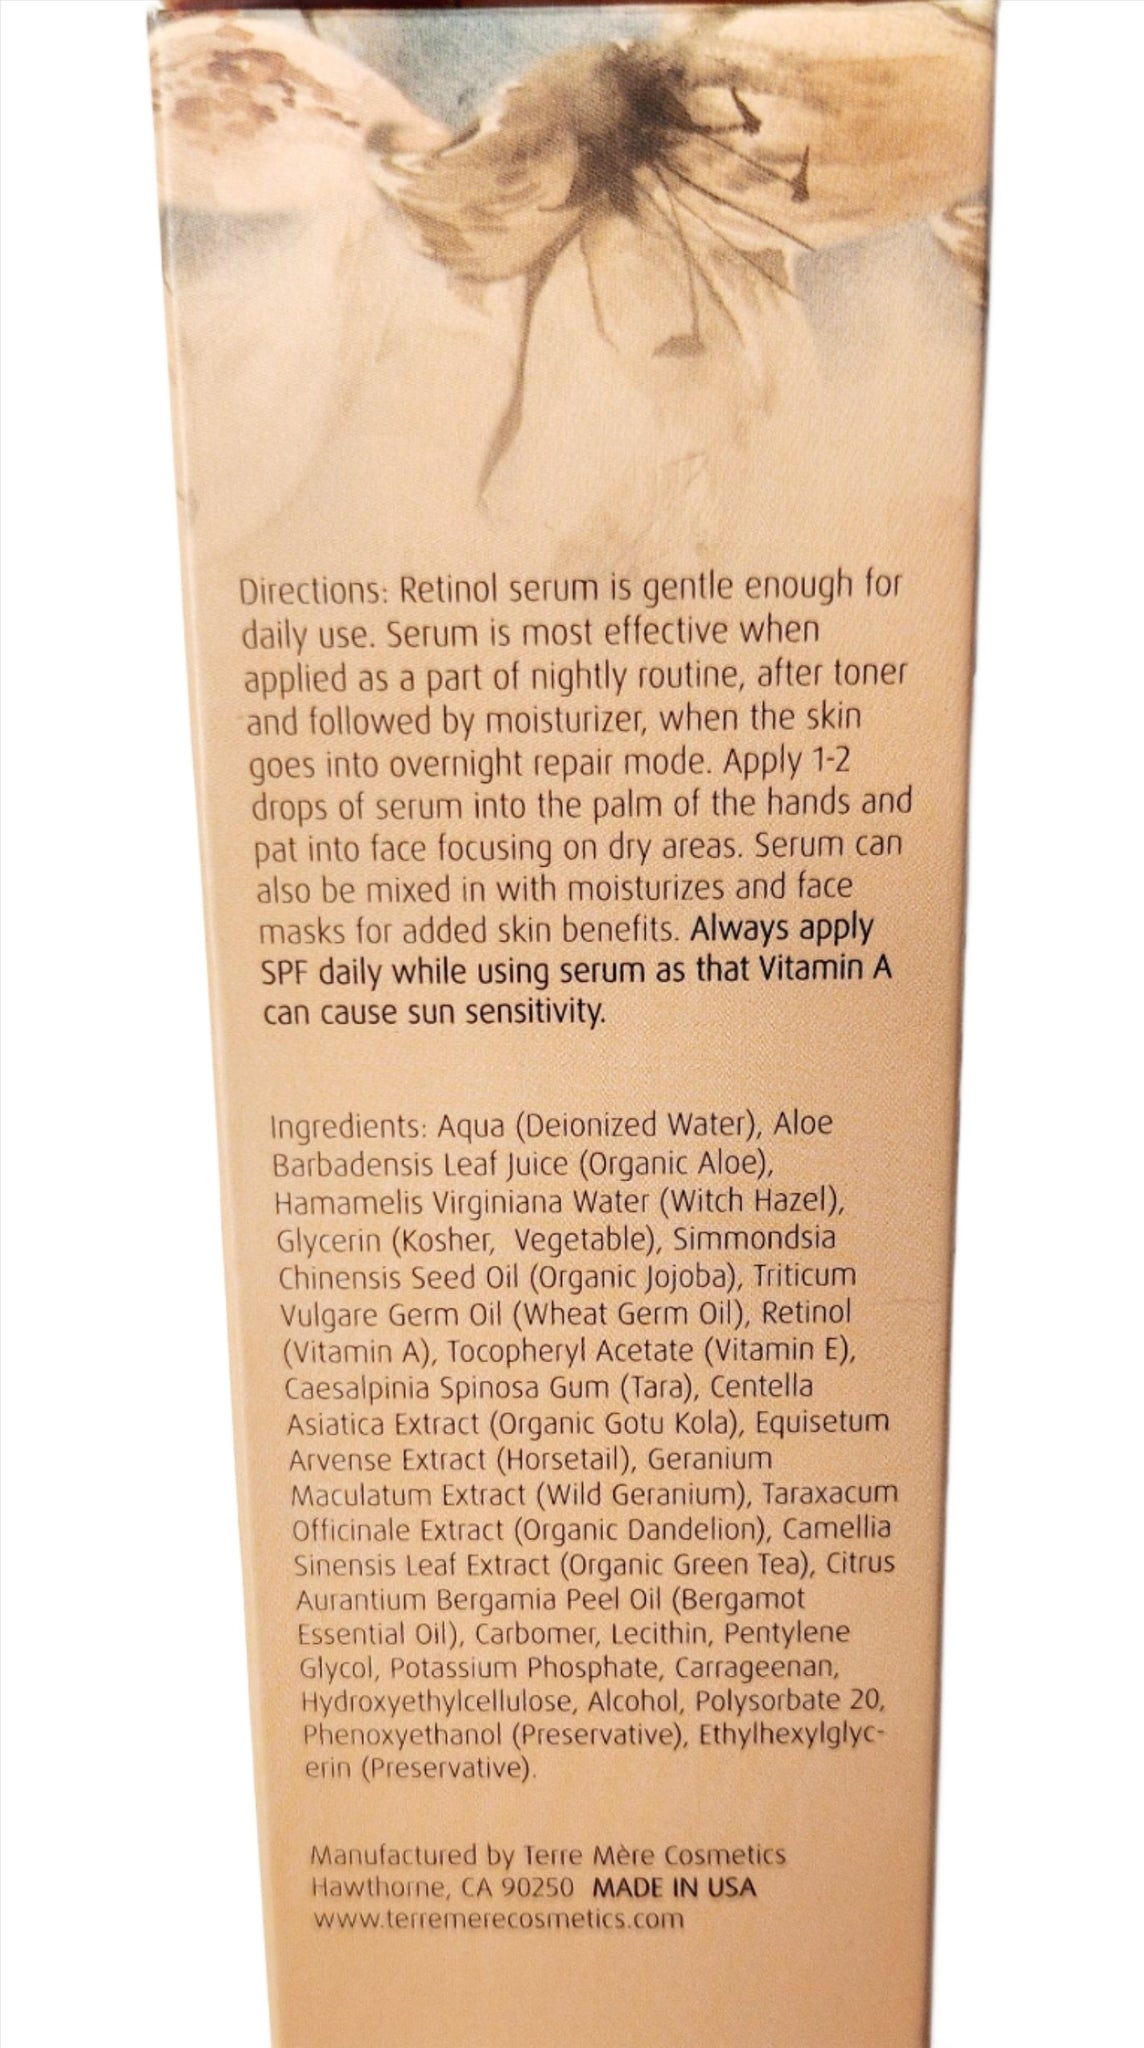 Directions: Retinol serum is gentle enough for
daily use. Serum is most effective when
applied as a part of nightly routine, after toner
and followed by moisturizer, when the skin
goes into overnight repair mode. Apply 1-2
drops of serum into the palm of the hands and
pat into face focusing on dry areas. Serum can
also be mixed in with moisturizes and face
masks for added skin benefits. Always apply
SPF daily while using serum as that Vitamin A
can cause sun sensitivity.
Ingredients: Aqua (Deionized Water), Aloe
Barbadensis Leaf Juice (Organic Aloe),
Hamamelis Virginiana Water (Witch Hazel),
Glycerin (Kosher, Vegetable), Simmondsia
Chinensis Seed Oil (Organic Jojoba), Triticum
Vulgare Germ Oil (Wheat Germ Oil), Retinol
(Vitamin A), Tocopheryl Acetate (Vitamin E),
Caesalpinia Spinosa Gum (Tara), Centella
Asiatica Extract (Organic Gotu Kola), Equisetum
Arvense Extract (Horsetail), Geranium
Maculatum Extract (Wild Geranium), Taraxacum
Officinale Extract (Organic Dandelion), Camellia
Sinensis Leaf Extract (Organic Green Tea), Citrus
Aurantium Bergamia Peel Oil (Bergamot
Essential Oil), Carbomer, Lecithin, Pentylene
Glycol, Potassium Phosphate, Carrageenan,
Hydroxyethylcellulose, Alcohol, Polysorbate 20,
Phenoxyethanol (Preservative), Ethylhexylglyc-
erin (Preservative).
Manufactured by Terre Mère Cosmetics
Hawthorne, CA 90250 MADE IN USA
www.terremerecosmetics.com